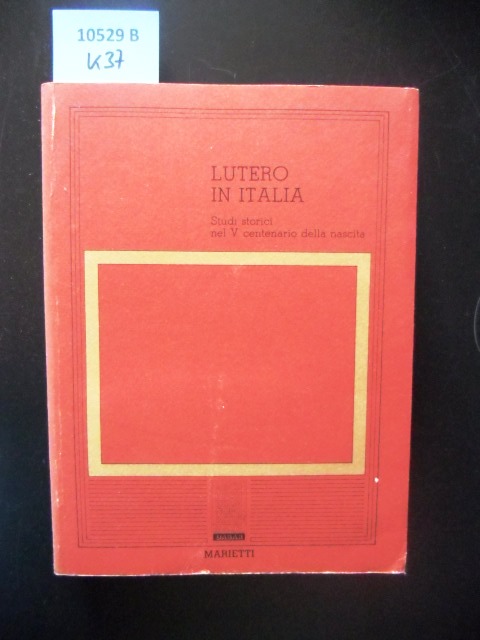 10529 B
K37
LUTERO
IN ITALIA
Studi storici
nel V centenario della nascita
MARIETTI